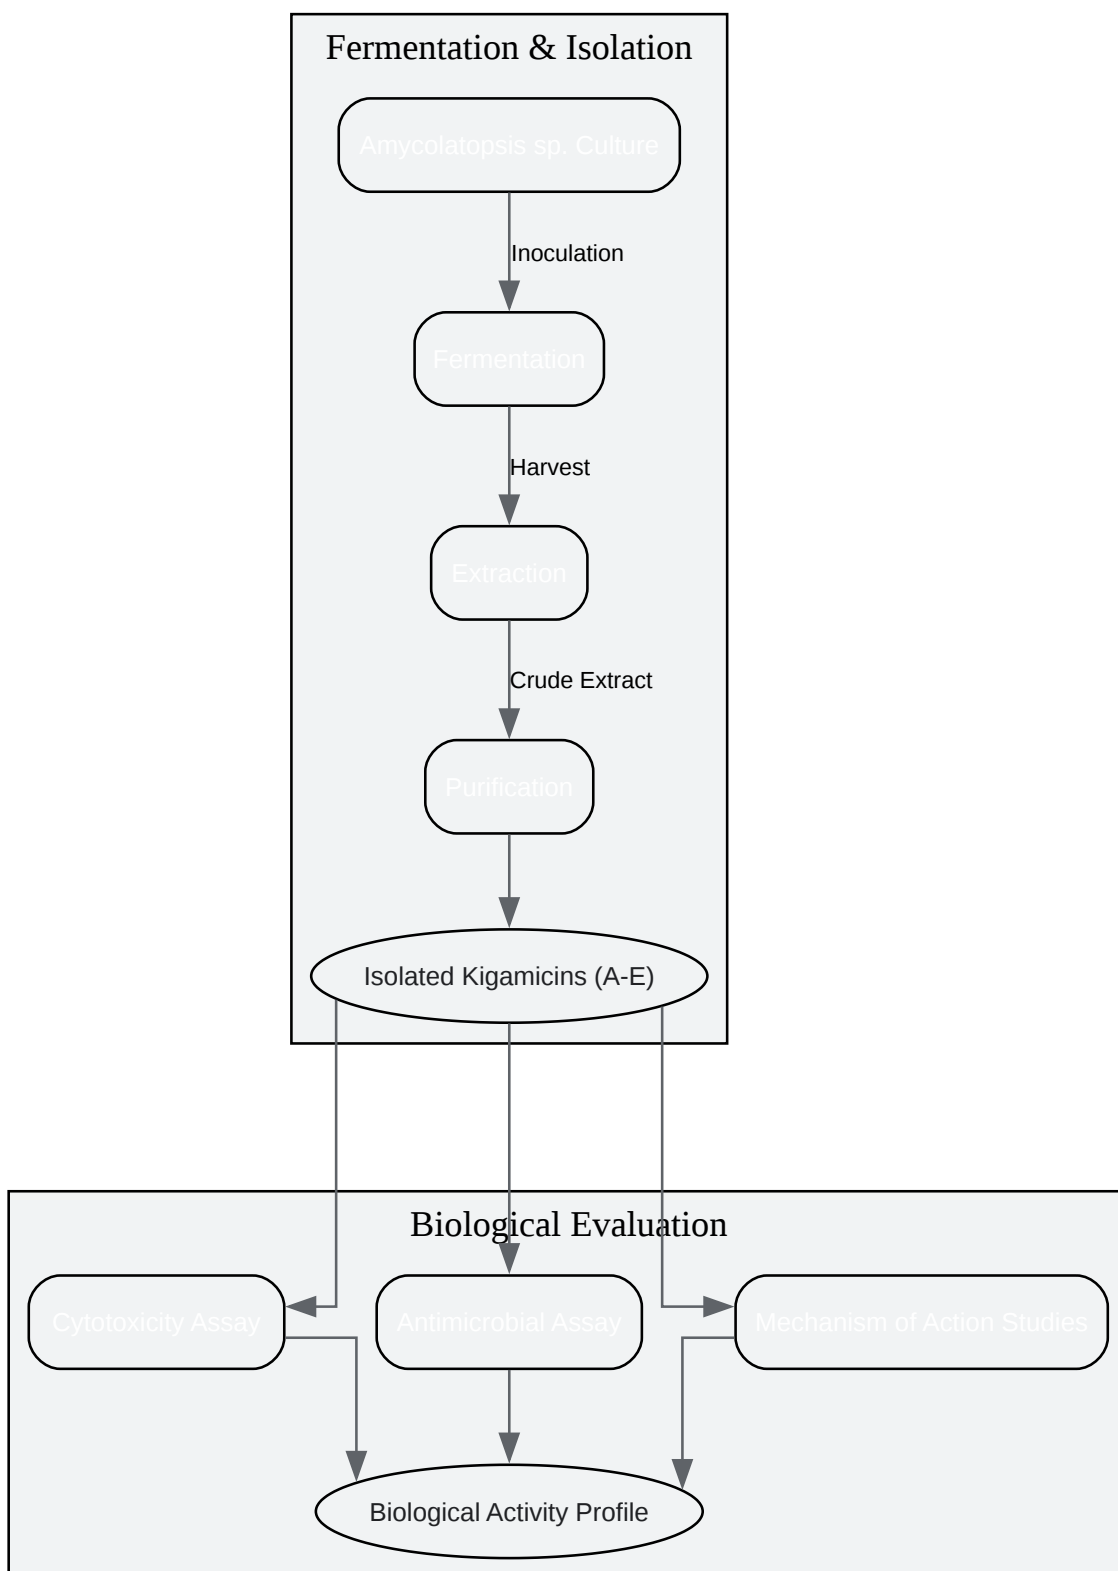 Fermentation & Isolation
Amycolatopsis sp. Culture
Inoculation
Fermentation
Harvest
Extraction
Crude Extract
Purification
Isolated Kigamicins (A-E)
Biological Evaluation
Cytotoxicity Assay
Antimicrobial Assay
Mechanism of Action Studies
Biological Activity Profile